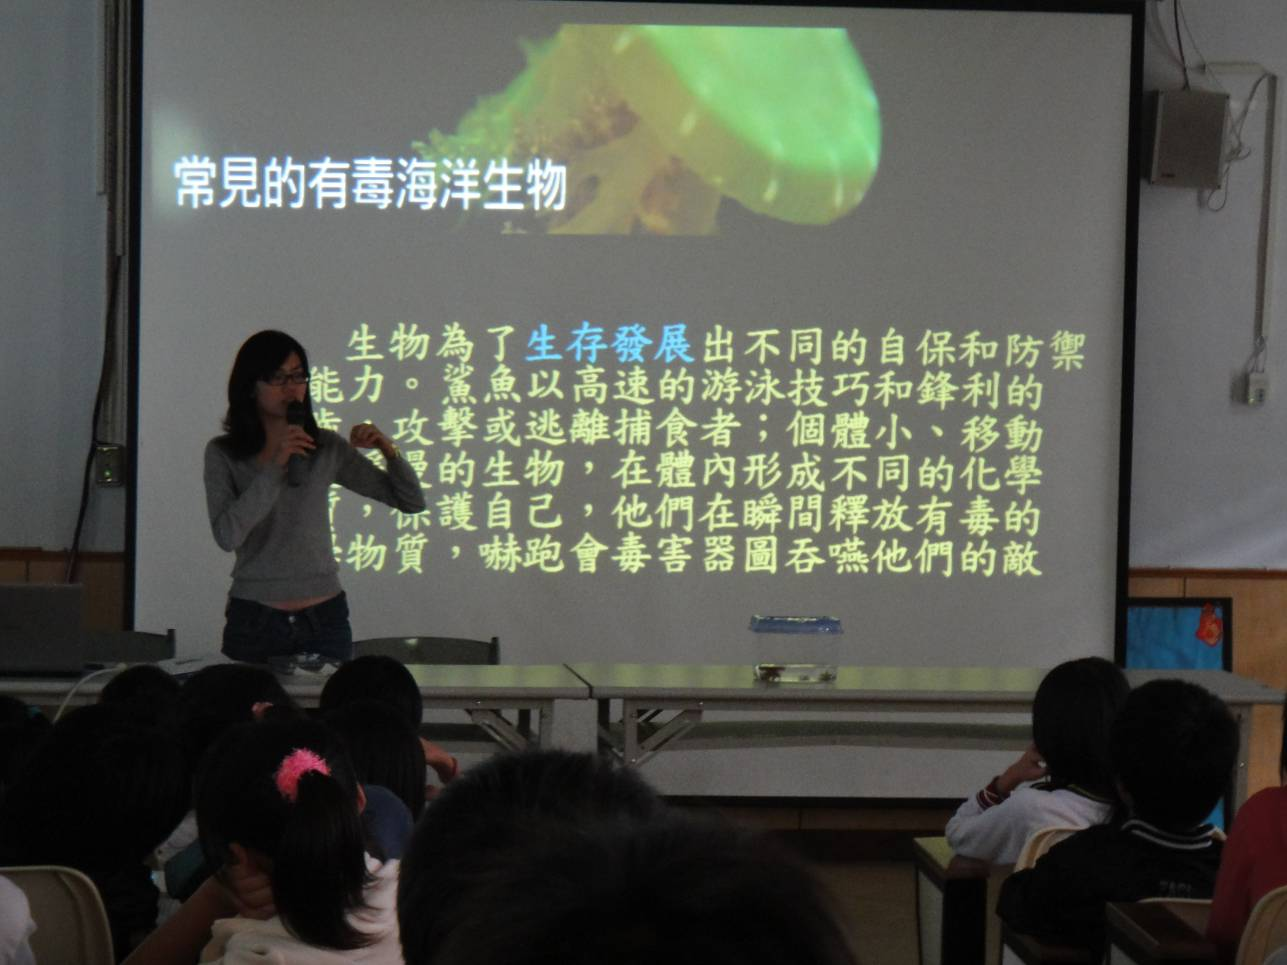 常見的有毒海洋生物
生物為了生存發展出不同的自保和防禦
能力。鯊魚以高速的游泳技巧和鋒利的
攻擊或逃離捕食者；個體小、移動
慢的生物，在體內形成不同的化學
，保護自己，他們在瞬間釋放有毒的
物質，嚇跑會毒害器圖吞嚥他們的敵